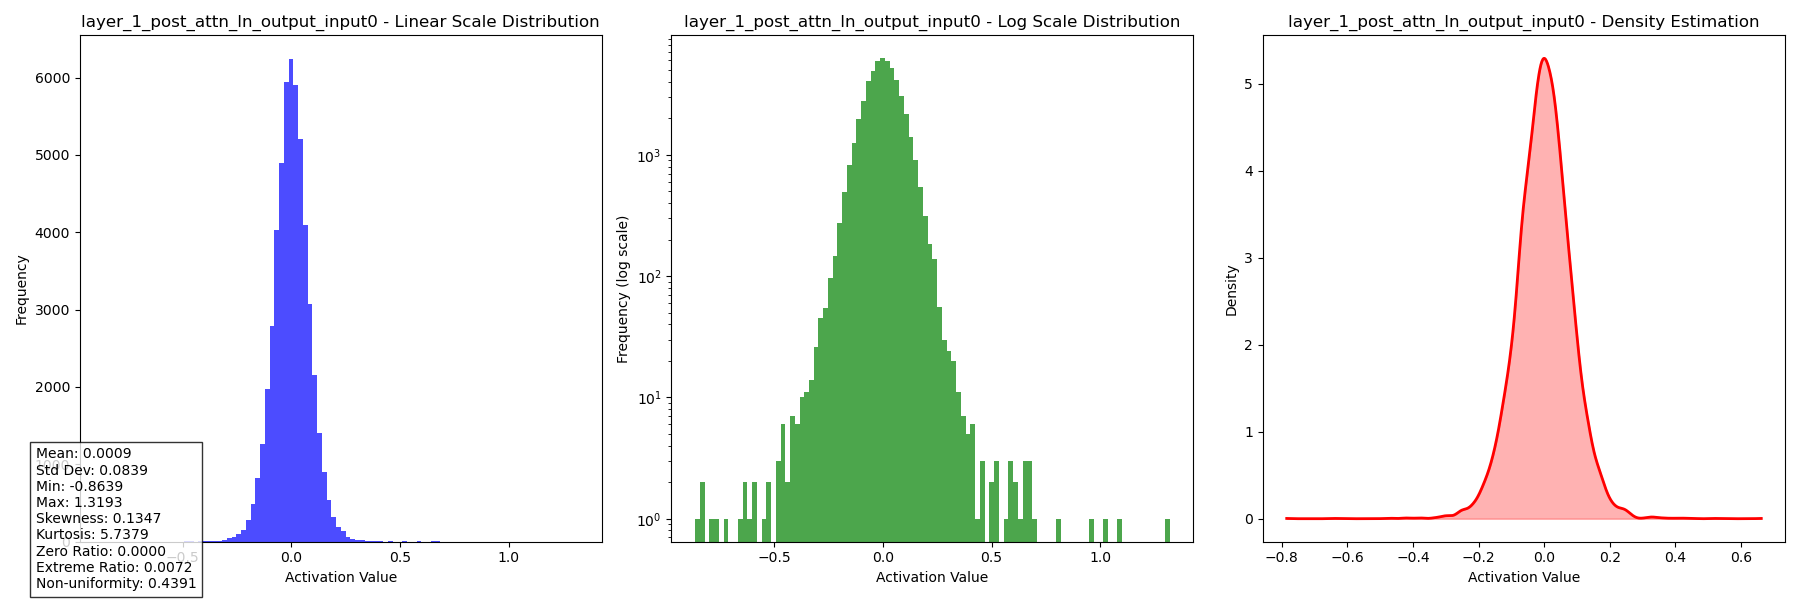 layer_1_post_attn_ln_output_input0 - Linear Scale Distribution
6000
5000
4000
3000
2000
1000
0
Frequency
-0.5
0.0
0.5
1.0
Activation Value
Mean: 0.0009
Std Dev: 0.0839
Min: -0.8639
Max: 1.3193
Skewness: 0.1347
Kurtosis: 5.7379
Zero Ratio: 0.0000
Extreme Ratio: 0.0072
Non-uniformity: 0.4391
layer_1_post_attn_ln_output_input0 - Log Scale Distribution
10³
10²
10¹
10⁰
Frequency (log scale)
−0.5
0.0
0.5
1.0
Activation Value
layer_1_post_attn_ln_output_input0 - Density Estimation
5
4
3
2
1
0
Density
−0.8
−0.6
−0.4
−0.2
0.0
0.2
0.4
0.6
Activation Value